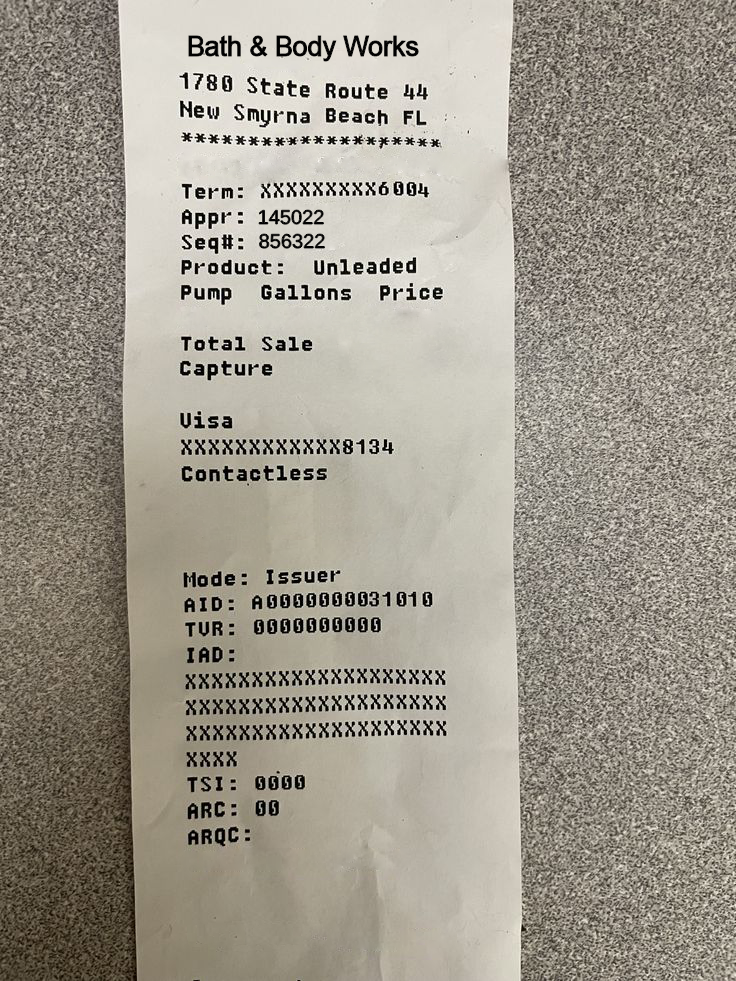 Bath & Body Works
1780 State Route 44
New Smyrna Beach FL
********************
Term: XXXXXXXXX6004
Appr: 145022
Seq#: 856322
Product: Unleaded
Pump Gallons Price
Total Sale
Capture
Visa
XXXXXXXXXXXX8134
Contactless
Mode: Issuer
AID: A0000000031010
TVR: 0000000000
IAD:
XXXXXXXXXXXXXXXXXXXX
XXXXXXXXXXXXXXXXXXXX
XXXXXXXXXXXXXXXXXXXX
XXXX
TSI: 0000
ARC: 00
ARQC: